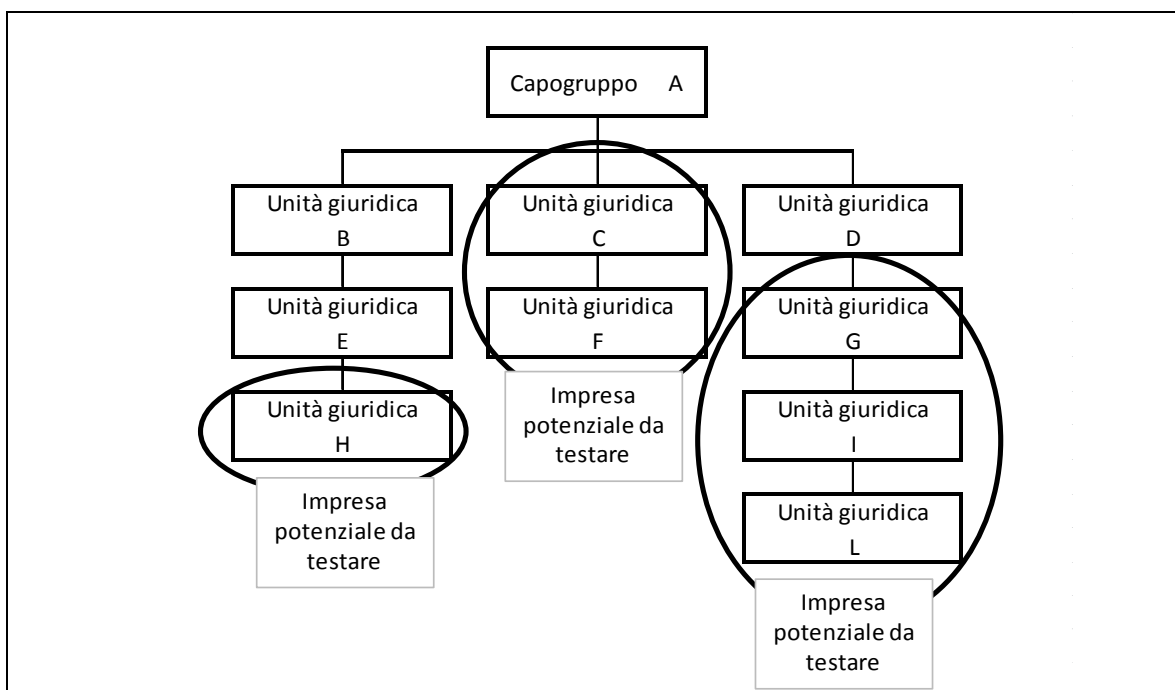 Capogruppo A
Unità giuridica
B
Unità giuridica
C
Unità giuridica
D
Unità giuridica
E
Unità giuridica
F
Unità giuridica
G
Unità giuridica
H
Impresa
potenziale da
testare
Unità giuridica
I
Impresa
potenziale da
testare
Unità giuridica
L
Impresa
potenziale da
testare